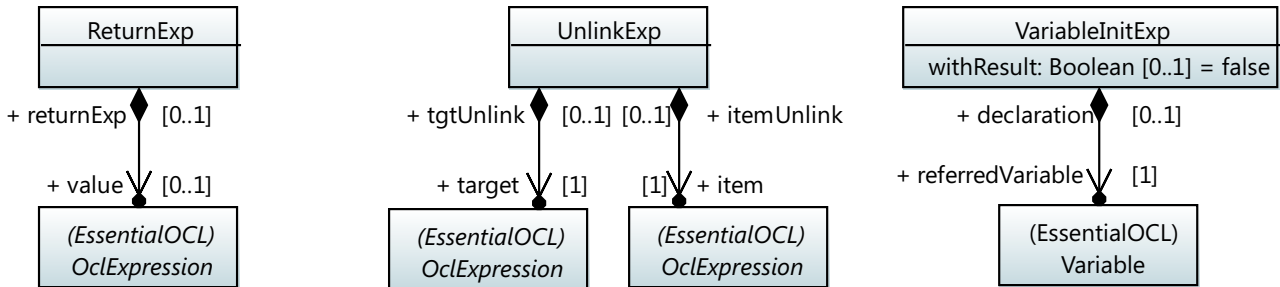 ReturnExp
+ returnExp [0..1]
+ value [0..1]
(EssentialOCL)
OclExpression
UnlinkExp
+ tgtUnlink [0..1] [0..1] + itemUnlink
+ target [1] [1] + item
(EssentialOCL)
OclExpression
(EssentialOCL)
OclExpression
VariableInitExp
withResult: Boolean [0..1] = false
+ declaration [0..1]
+ referredVariable [1]
(EssentialOCL)
Variable